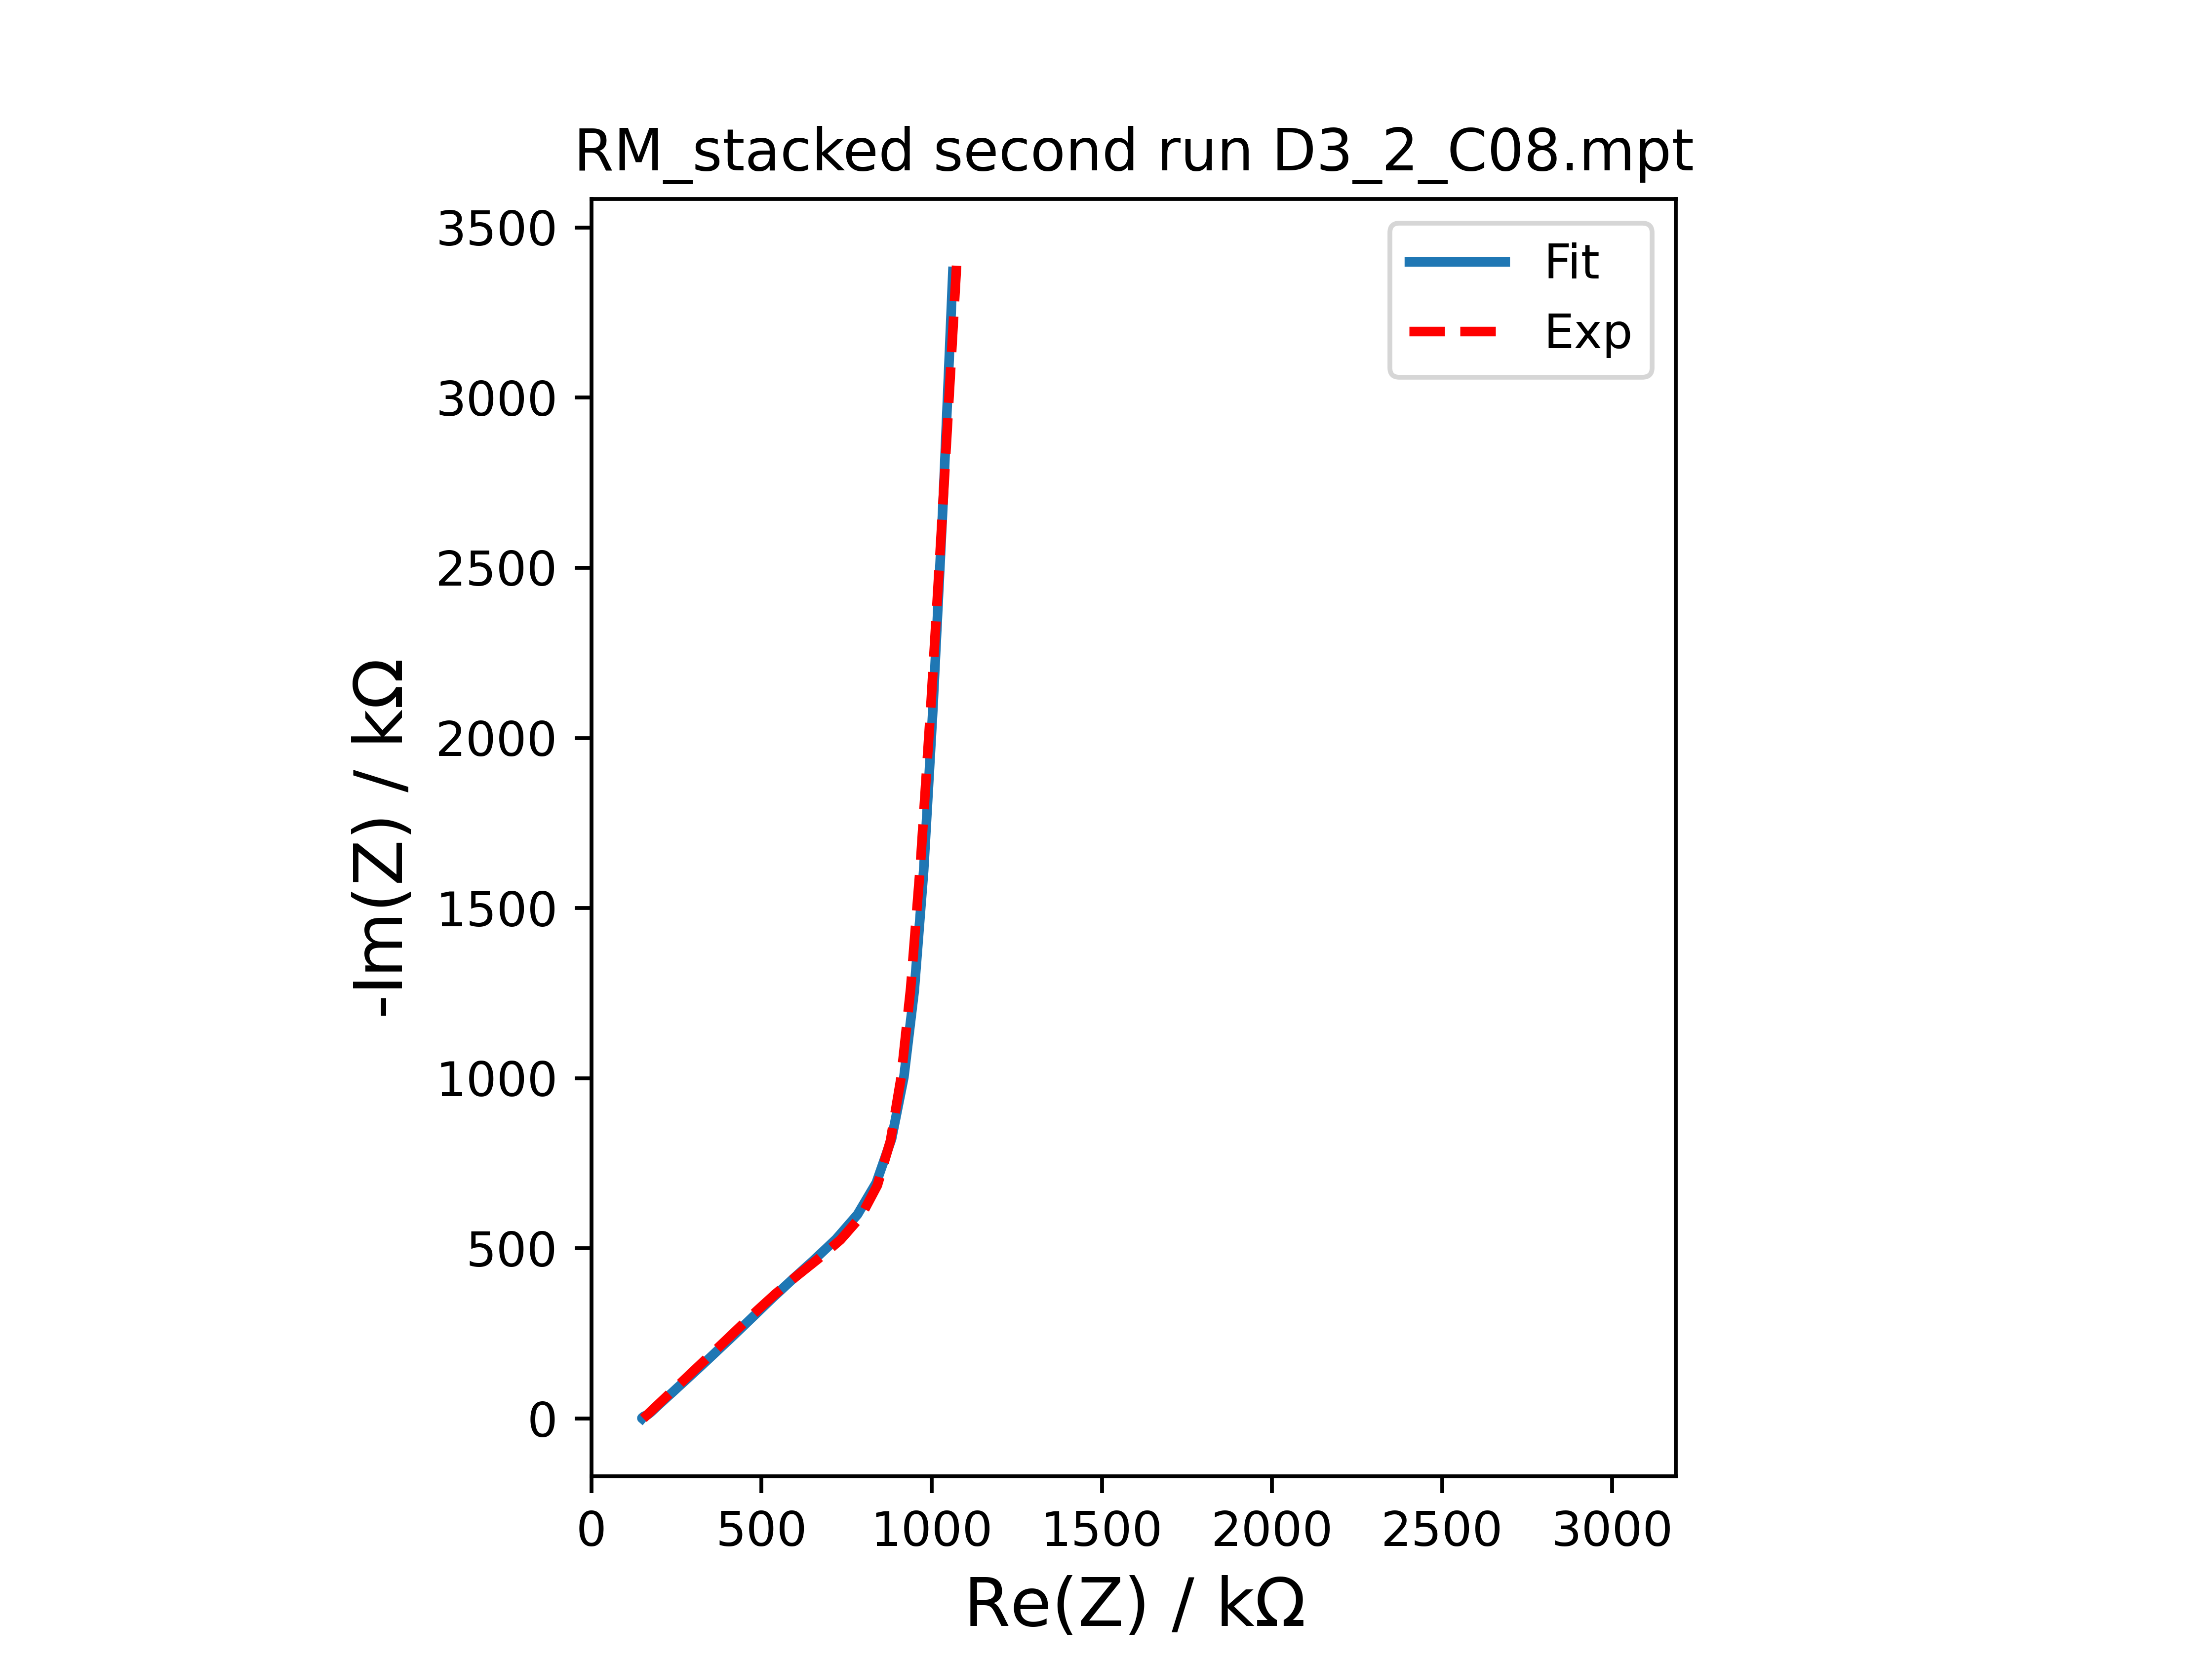 RM_stacked second run D3_2_C08.mpt
Fit
Exp
-Im(Z) / kΩ
3500
3000
2500
2000
1500
1000
500
0
0 500 1000 1500 2000 2500 3000
Re(Z) / kΩ